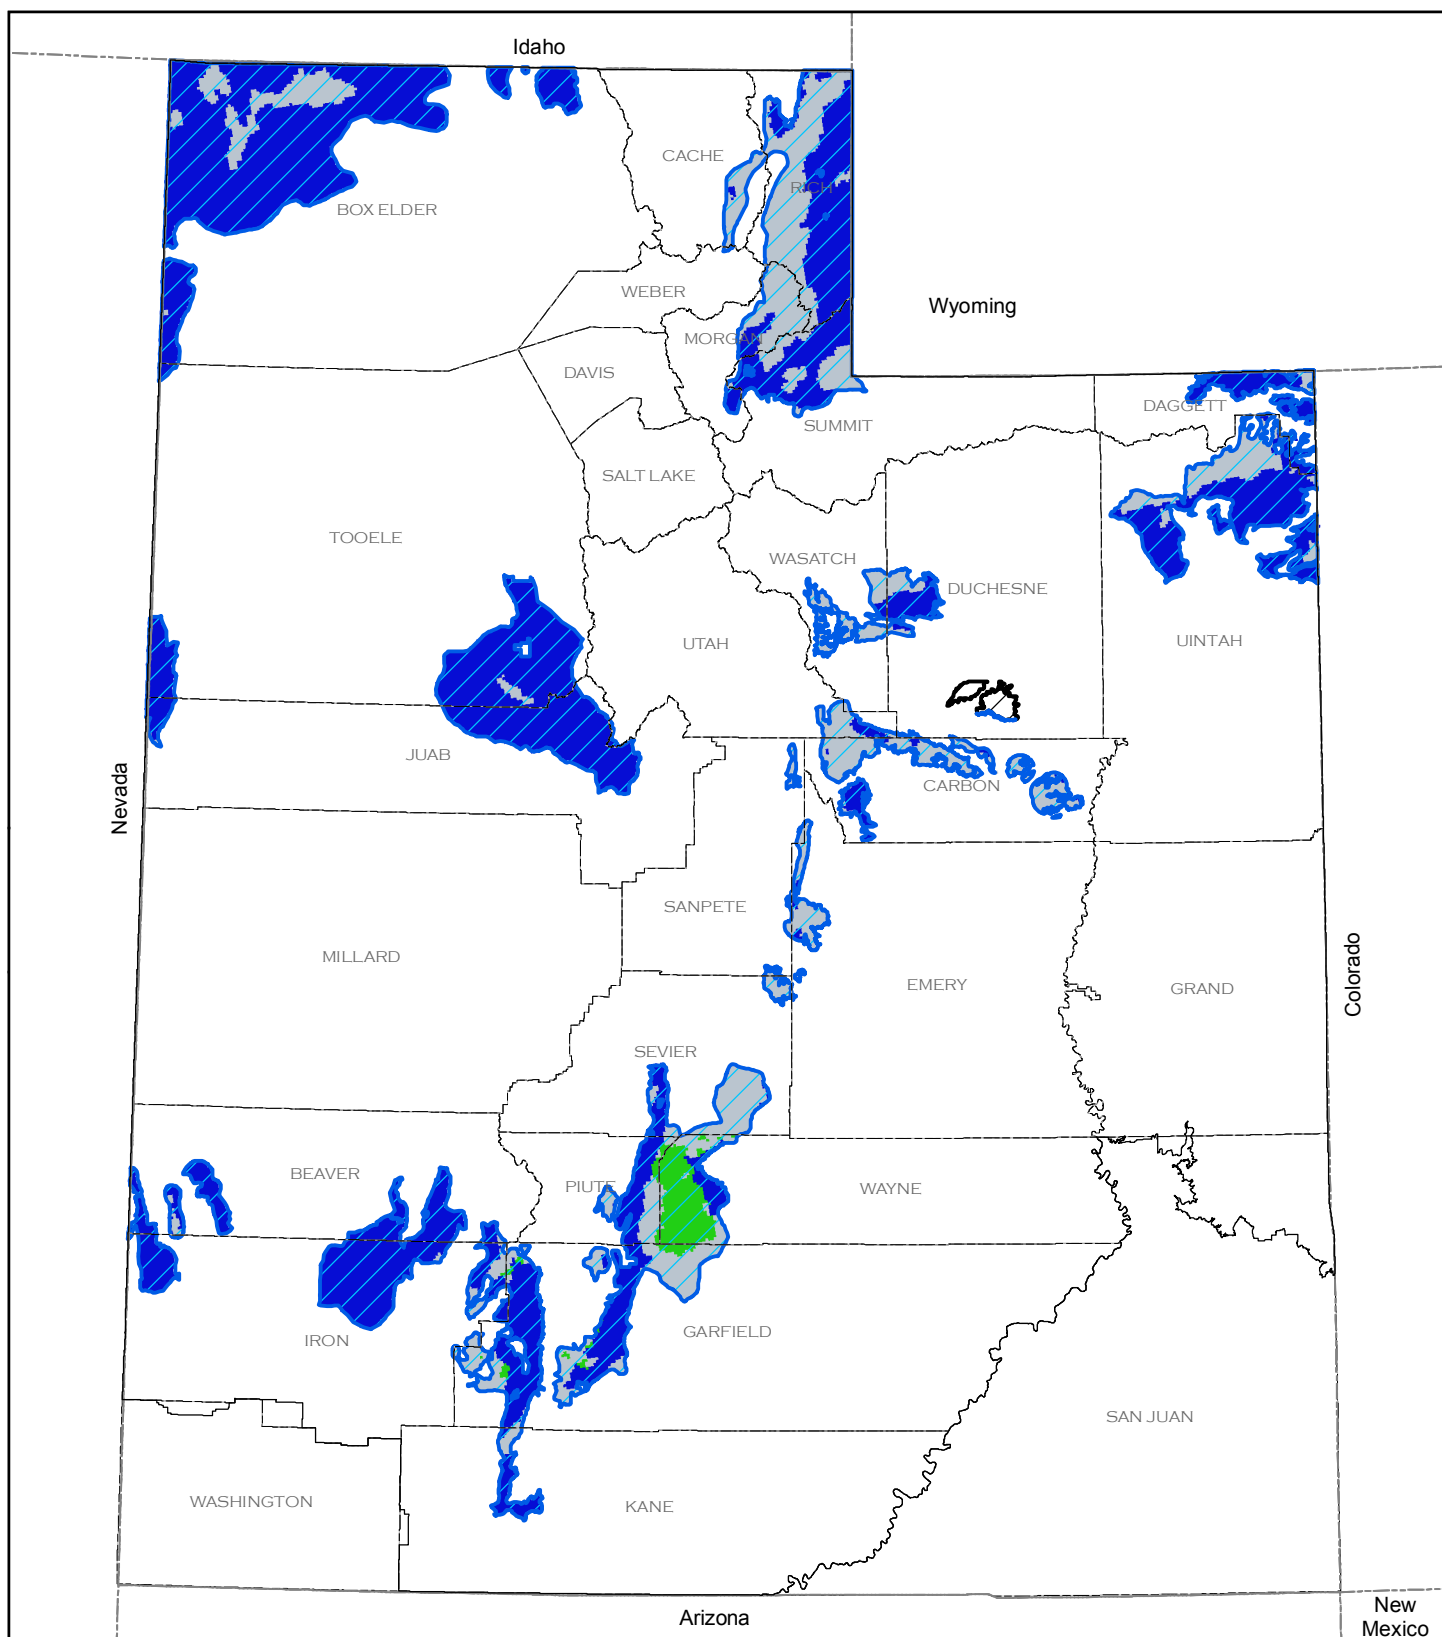 Idaho
CACHE
RICH
BOX ELDER
WEBER
Wyoming
MORGAN
DAVIS
DAGGETT
SUMMIT
SALT LAKE
TOOELE
WASATCH
DUCHESNE
UTAH
UINTAH
JUAB
CARBON
Nevada
SANPETE
MILLARD
EMERY
GRAND
Colorado
SEVIER
BEAVER
PIUTE
WAYNE
IRON
GARFIELD
SAN JUAN
WASHINGTON
KANE
Arizona
New
Mexico